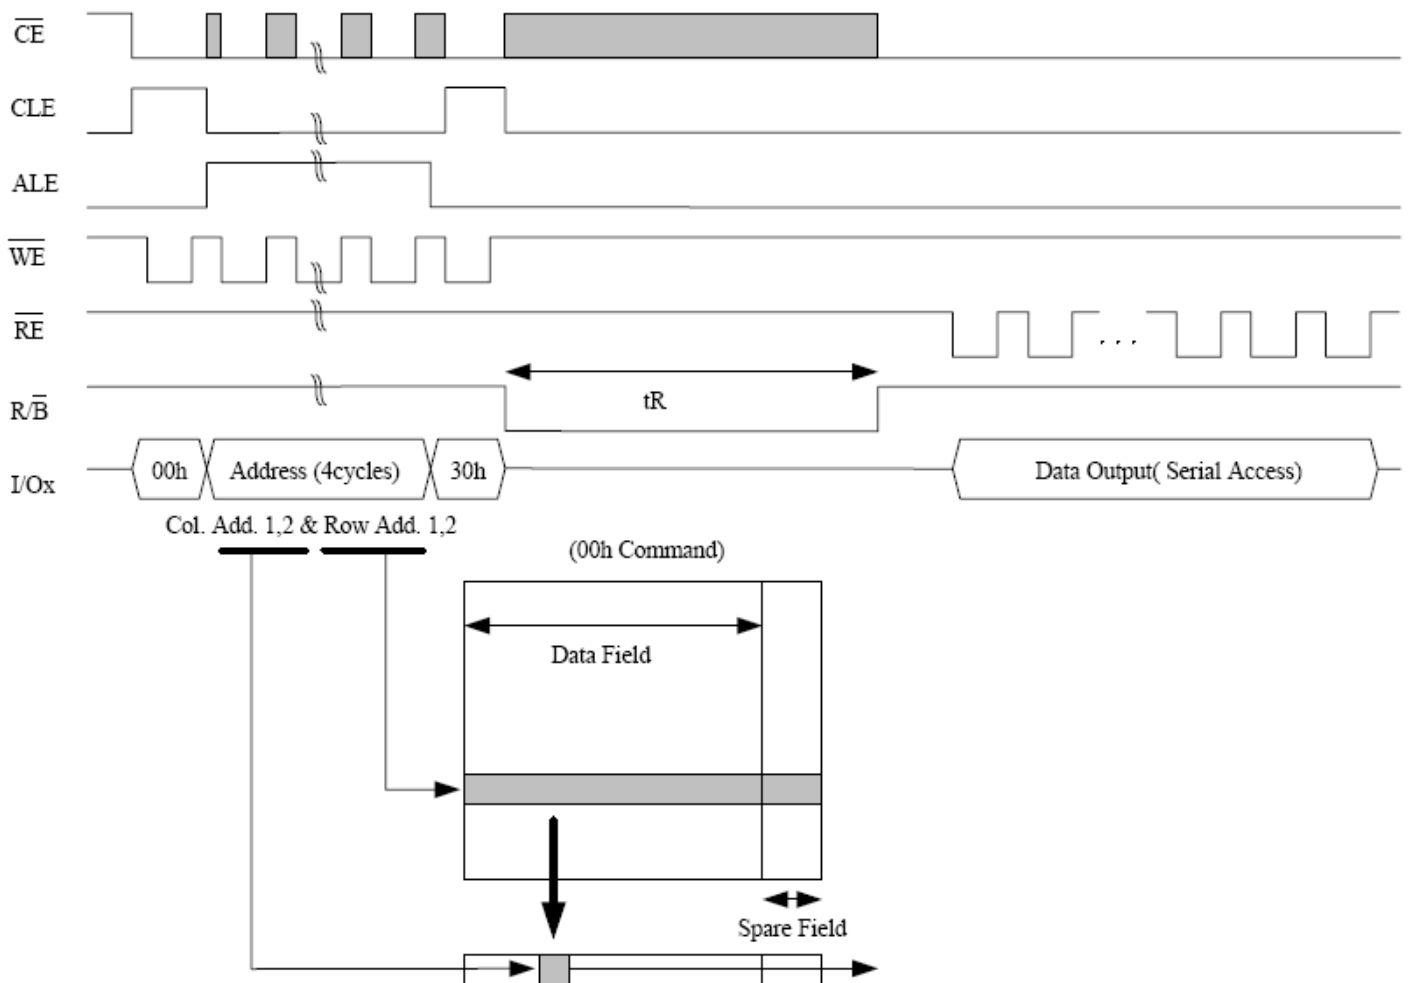 CE
CLE
ALE
WE
RE
. . .
R/B
tR
I/Ox
00h
Address (4cycles)
30h
Data Output( Serial Access)
Col. Add. 1,2 & Row Add. 1,2
(00h Command)
Data Field
Spare Field